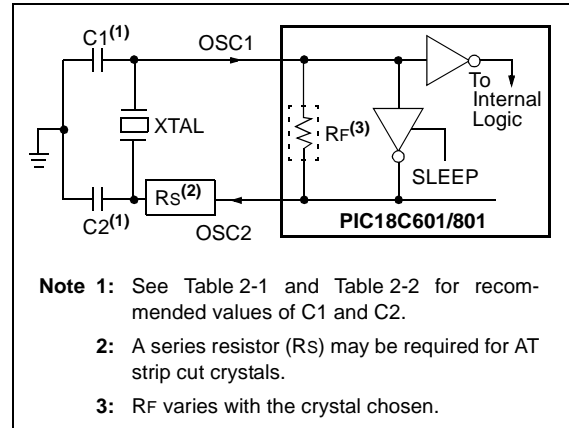 C1(1)
OSC1
To
Internal
Logic
XTAL
RF(3)
SLEEP
RS(2)
C2(1)
OSC2
PIC18C601/801
Note 1: See Table 2-1 and Table 2-2 for recom-
mended values of C1 and C2.
2: A series resistor (RS) may be required for AT
strip cut crystals.
3: RF varies with the crystal chosen.